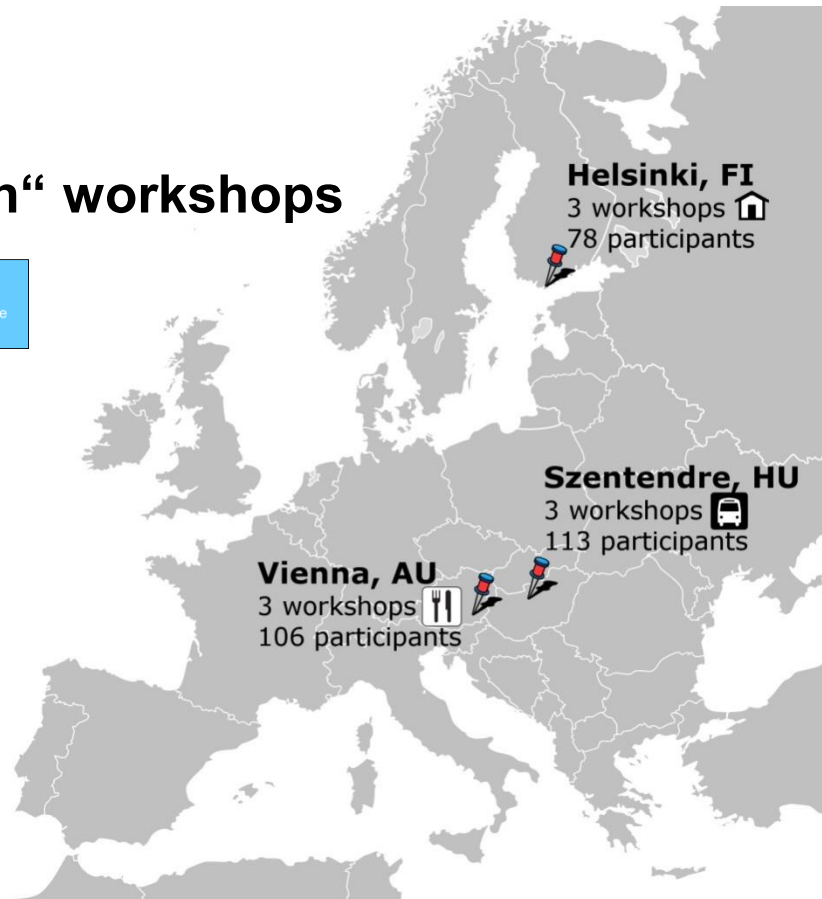 n“ workshops
e
Helsinki, FI
3 workshops
78 participants
Szentendre, HU
3 workshops
113 participants
Vienna, AU
3 workshops
106 participants